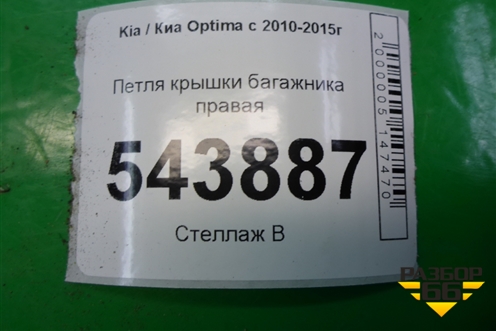 Kia / Киа Optima с 2010-2015г
Петля крышки багажника
правая
543887
Стеллаж В
2000005147470
РАЗБОР
66